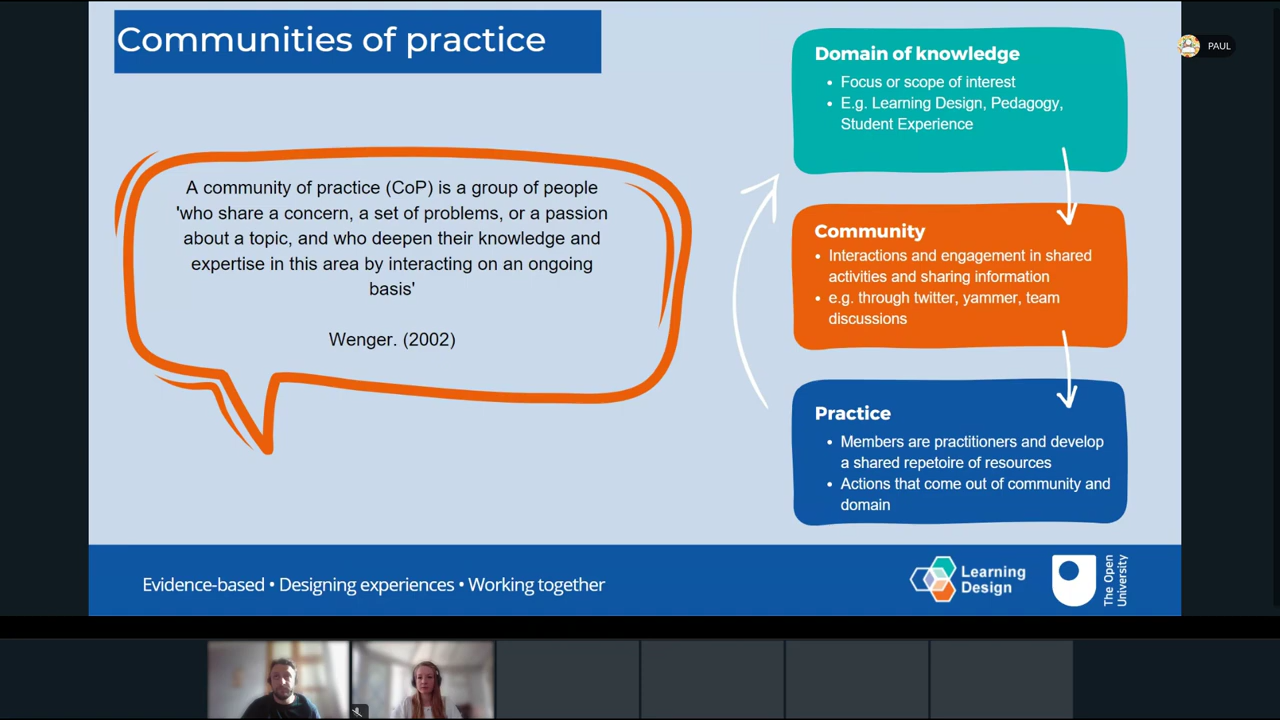 Communities of practice
A community of practice (CoP) is a group of people
'who share a concern, a set of problems, or a passion
about a topic, and who deepen their knowledge and
expertise in this area by interacting on an ongoing
basis'
Wenger. (2002)
Domain of knowledge
• Focus or scope of interest
• E.g. Learning Design, Pedagogy,
Student Experience
Community
• Interactions and engagement in shared
activities and sharing information
• e.g. through twitter, yammer, team
discussions
Practice
• Members are practitioners and develop
a shared repetoire of resources
• Actions that come out of community and
domain
PAUL
Evidence-based • Designing experiences • Working together
Learning
Design
The Open
University